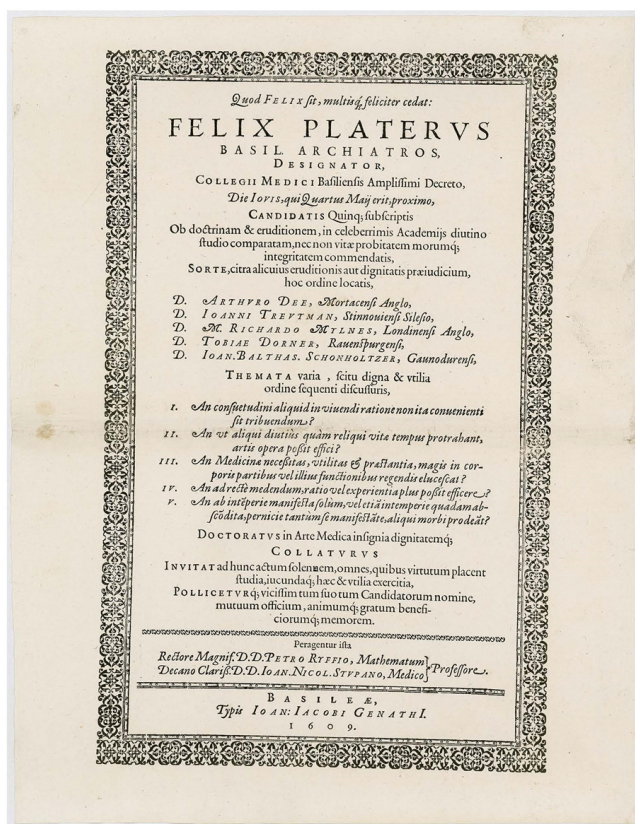 Quod FELIX sit, multisq́; feliciter cedat:
FELIX PLATERVS
BASIL. ARCHIATROS,
DESIGNATOR,
COLLEGII MEDICI Basiliensis Amplissimi Decreto,
Die IOVIS, qui Quartus Maij erit, proximo,
CANDIDATIS Quinq; subscriptis
Ob doctrinam & eruditionem, in celeberrimis Academijs diutino
studio comparatam, nec non vitæ probitatem morumq;
integritatem commendatis,
SORTE, citra alicuius eruditionis aut dignitatis præiudicium,
hoc ordine locatis,
D. ARTHVRO DEE, Mortacensi Anglo,
D. IOANNI TREVTMAN, Stinnouiensi Silesio,
D. M. RICHARDO MYLNES, Londinensi Anglo,
D. TOBIAE DORNER, Rauenspurgensi,
D. IOAN. BALTHAS. SCHONHOLTZER, Gaunodurensi,
THEMATA varia, scitu digna & vtilia
ordine sequenti discussuris,
I. An consuetudini aliquid in viuendi ratione non ita conuenienti
sit tribuendum?
II. An vt aliqui diutiùs quàm reliqui vitæ tempus protrahant,
artis opera possit effici?
III. An Medicinæ necessitas, vtilitas & præstantia, magis in cor-
poris partibus vel illius functionibus regendis elucescat?
IV. An ad rectè medendum, ratio vel experientia plus possit efficere?
V. An ab intēperie manifesta solùm, vel etiā intemperie quadam ab-
scōdita, pernicie tantùm se manifestāte, aliqui morbi prodeāt?
DOCTORATVS in Arte Medica insignia dignitatemq;
COLLATVRVS
INVITAT ad hunc actum solennem, omnes, quibus virtutum placent
studia, iucundaq; hæc & vtilia exercitia,
POLLICETVRQ; vicissim tum suo tum Candidatorum nomine,
mutuum officium, animumq; gratum benefi-
ciorumq; memorem.
Peragentur ista
Rectore Magnif. D. D. PETRO RYFFIO, Mathematum
Decano Clariss. D. D. IOAN. NICOL. STVPANO, Medico } Professore.
BASILEÆ,
Typis IOAN: IACOBI GENATHI.
1609.